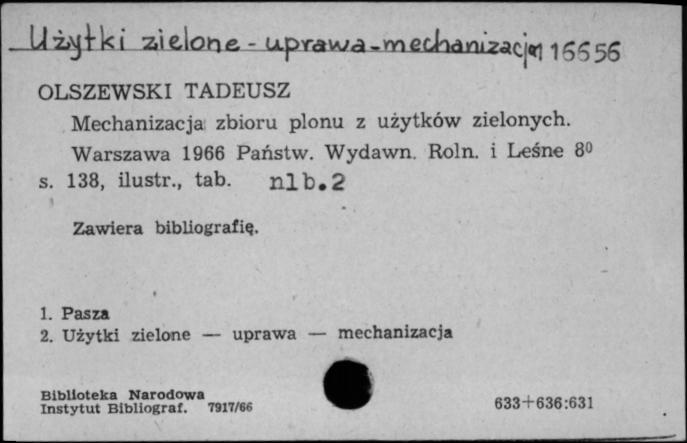 Użytki zielone - uprawa - mechanizacja 16656
OLSZEWSKI TADEUSZ
Mechanizacja zbioru plonu z użytków zielonych.
Warszawa 1966 Państw. Wydawn. Roln. i Leśne 8⁰
s. 138, ilustr., tab. nlb.2
Zawiera bibliografię.
1. Pasza
2. Użytki zielone — uprawa — mechanizacja
Biblioteka Narodowa
Instytut Bibliograf. 7917/66
633+636:631